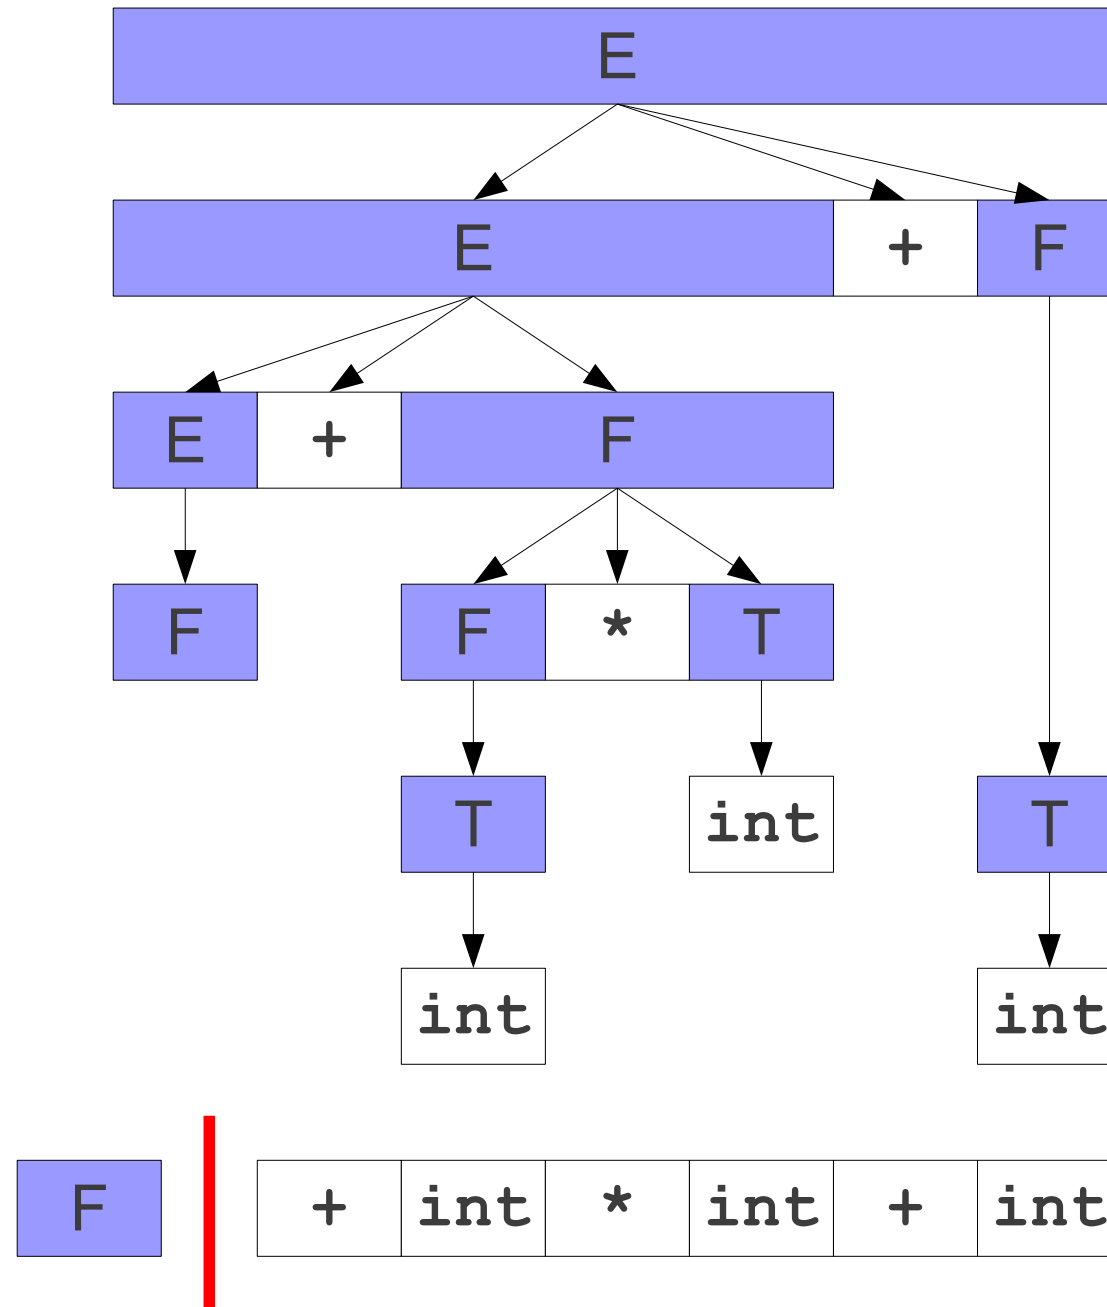 E
E + F
E + F
F F * T
T int T
int int
F + int * int + int